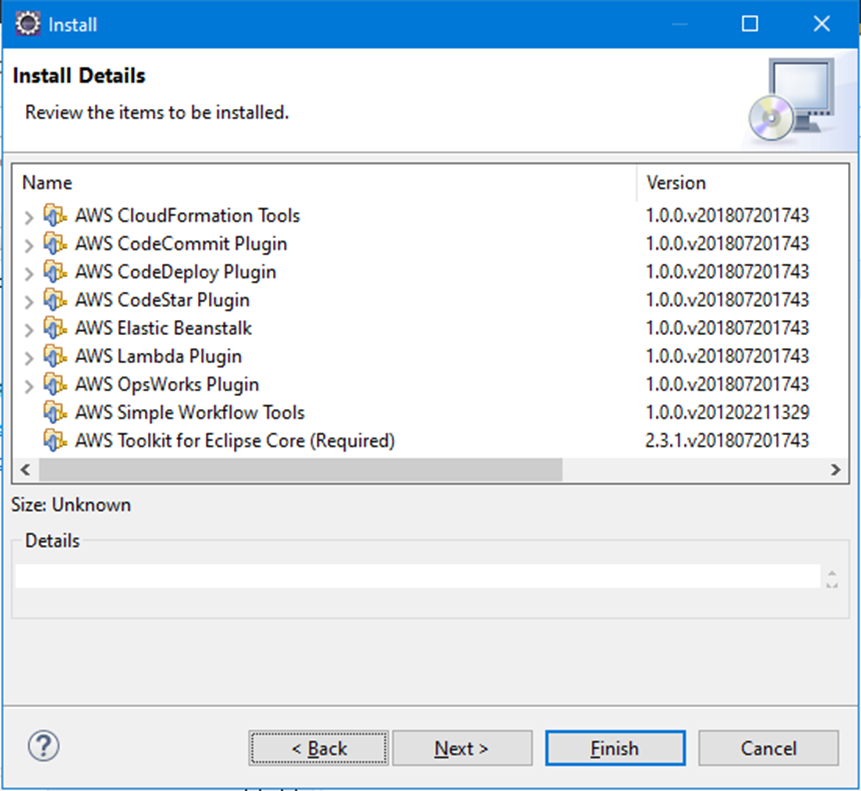 Install
Install Details
Review the items to be installed.
Name Version
AWS CloudFormation Tools 1.0.0.v201807201743
AWS CodeCommit Plugin 1.0.0.v201807201743
AWS CodeDeploy Plugin 1.0.0.v201807201743
AWS CodeStar Plugin 1.0.0.v201807201743
AWS Elastic Beanstalk 1.0.0.v201807201743
AWS Lambda Plugin 1.0.0.v201807201743
AWS OpsWorks Plugin 1.0.0.v201807201743
AWS Simple Workflow Tools 1.0.0.v201202211329
AWS Toolkit for Eclipse Core (Required) 2.3.1.v201807201743
Size: Unknown
Details
? < Back Next > Finish Cancel